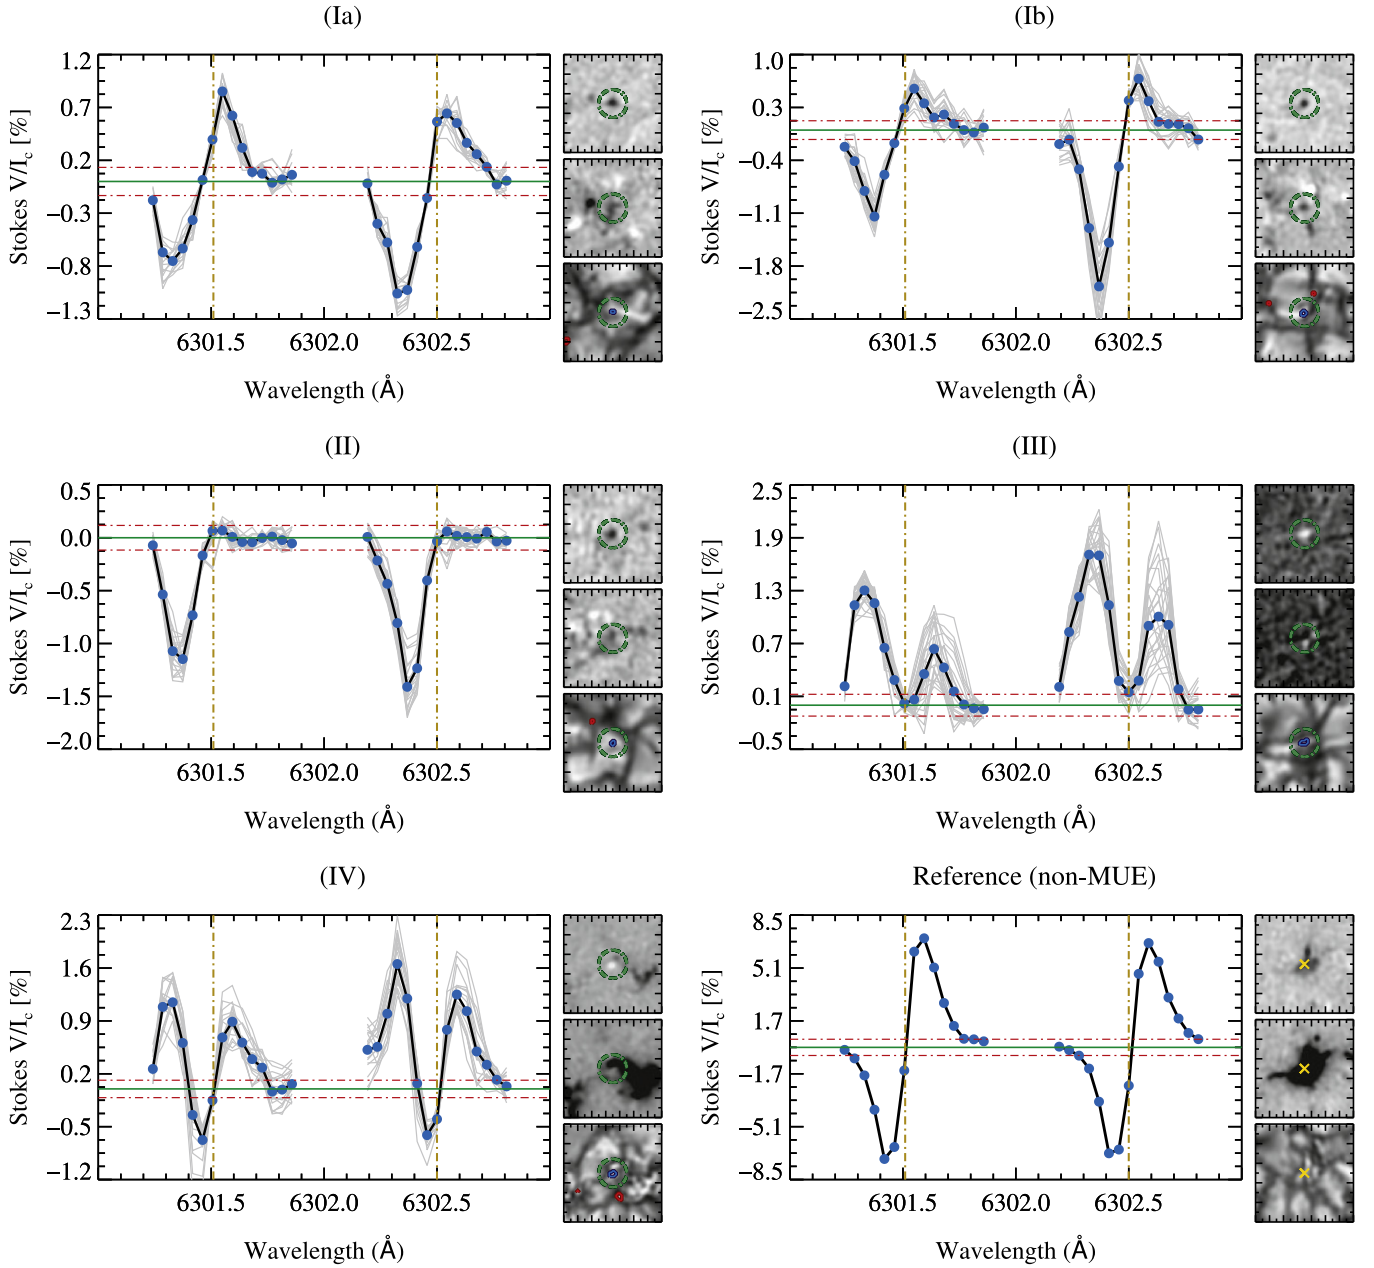 (Ia)
Stokes V/I_c [%]
1.2
0.7
0.2
−0.3
−0.8
−1.3
6301.5 6302.0 6302.5
Wavelength (Å)
(Ib)
Stokes V/I_c [%]
1.0
0.3
−0.4
−1.1
−1.8
−2.5
6301.5 6302.0 6302.5
Wavelength (Å)
(II)
Stokes V/I_c [%]
0.5
0.0
−0.5
−1.0
−1.5
−2.0
6301.5 6302.0 6302.5
Wavelength (Å)
(III)
Stokes V/I_c [%]
2.5
1.9
1.3
0.7
0.1
−0.5
6301.5 6302.0 6302.5
Wavelength (Å)
(IV)
Stokes V/I_c [%]
2.3
1.6
0.9
0.2
−0.5
−1.2
6301.5 6302.0 6302.5
Wavelength (Å)
Reference (non-MUE)
Stokes V/I_c [%]
8.5
5.1
1.7
−1.7
−5.1
−8.5
6301.5 6302.0 6302.5
Wavelength (Å)